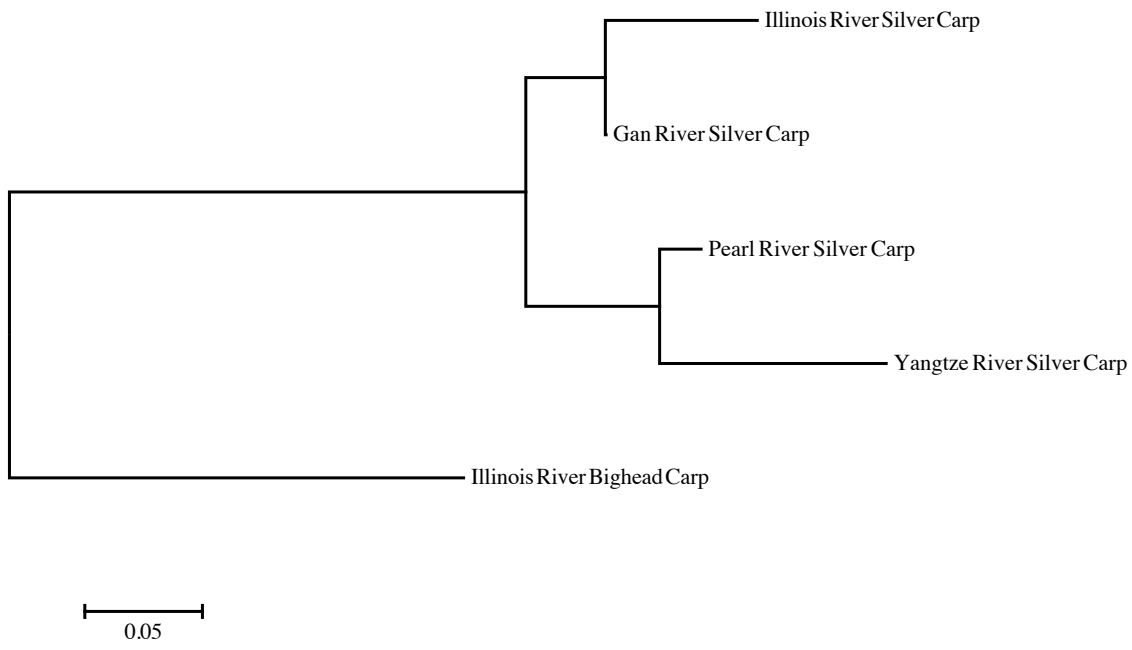 Illinois River Silver Carp
Gan River Silver Carp
Pearl River Silver Carp
Yangtze River Silver Carp
Illinois River Bighead Carp
0.05